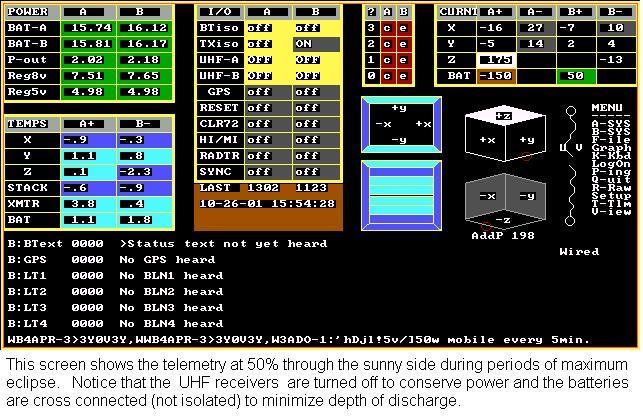 POWER A B
BAT-A 15.74 16.12
BAT-B 15.81 16.17
P-out 2.02 2.18
Reg8v 7.51 7.65
Reg5v 4.98 4.98
TEMPS A+ B-
X -.9 -.3
Y 1.1 .8
Z .1 -2.3
STACK -.6 -.9
XMTR 3.8 .4
BAT 1.1 1.8
I/O A B
BTiso off off
TXiso off ON
UHF-A off off
UHF-B off off
GPS off off
RESET off off
CLR72 off off
HI/MI off off
RADTR off off
SYNC off off
LAST 1302 1123
10-26-01 15:54:28
? A B
3 c e
2 c e
1 c e
0 c e
CURNT A+ A- B+ B-
X -16 27 -7 10
Y -5 14 2 4
Z 175 -13
BAT -150 50
+y
-x +x
-y
+z
+x +y
-x -y
-z
AddP 198
U V
MENU
-----
A-SYS
B-SYS
F-ile
Graph
K-Kbd
LogOn
P-ing
Q-uit
R-Raw
Setup
T-Tlm
V-iew
Wired
B:BText 0000 >Status text not yet heard
B:GPS 0000 No GPS heard
B:LT1 0000 No BLN1 heard
B:LT2 0000 No BLN2 heard
B:LT3 0000 No BLN3 heard
B:LT4 0000 No BLN4 heard
WB4APR-3>3Y0V3Y,WWB4APR-3>3Y0V3Y,W3ADO-1:'hDjl!5v/]50w mobile every 5min.
This screen shows the telemetry at 50% through the sunny side during periods of maximum
eclipse. Notice that the UHF receivers are turned off to conserve power and the batteries
are cross connected (not isolated) to minimize depth of discharge.